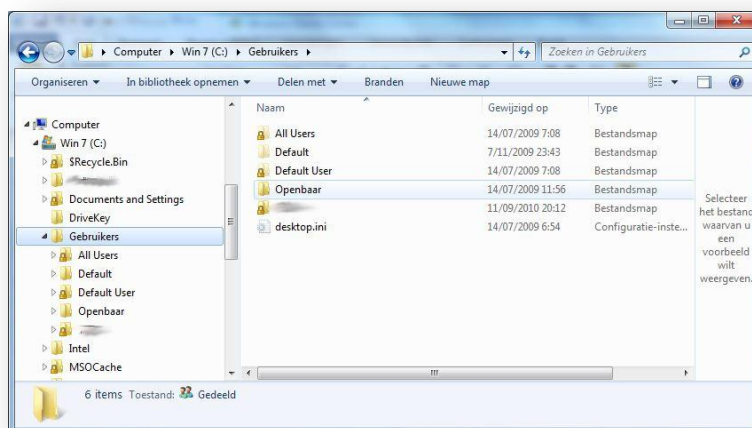 Computer ▸ Win 7 (C:) ▸ Gebruikers ▸
Zoeken in Gebruikers
Organiseren In bibliotheek opnemen Delen met Branden Nieuwe map
Computer
Win 7 (C:)
$Recycle.Bin
Documents and Settings
DriveKey
Gebruikers
All Users
Default
Default User
Openbaar
Intel
MSOCache
Naam Gewijzigd op Type
All Users 14/07/2009 7:08 Bestandsmap
Default 7/11/2009 23:43 Bestandsmap
Default User 14/07/2009 7:08 Bestandsmap
Openbaar 14/07/2009 11:56 Bestandsmap
11/09/2010 20:12 Bestandsmap
desktop.ini 14/07/2009 6:54 Configuratie-inste...
Selecteer
het bestand
waarvan u
een
voorbeeld
wilt
weergeven.
6 items Toestand: Gedeeld